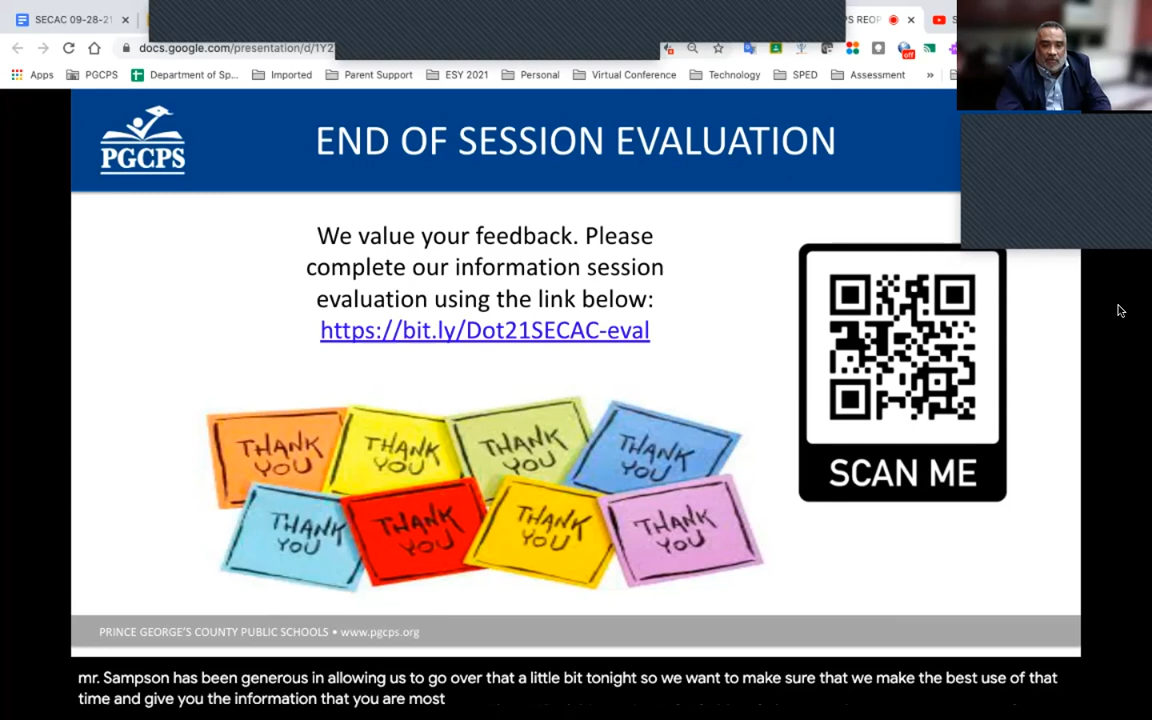 SECAC 09-28-21
PS REOP
docs.google.com/presentation/d/1Y2
off
Apps
PGCPS
Department of Sp...
Imported
Parent Support
ESY 2021
Personal
Virtual Conference
Technology
SPED
Assessment
»
PGCPS
END OF SESSION EVALUATION
We value your feedback. Please
complete our information session
evaluation using the link below:
https://bit.ly/Dot21SECAC-eval
THANK YOU
THANK YOU
THANK YOU
THANK YOU
THANK YOU
THANK YOU
THANK YOU
THANK YOU
SCAN ME
PRINCE GEORGE'S COUNTY PUBLIC SCHOOLS • www.pgcps.org
mr. Sampson has been generous in allowing us to go over that a little bit tonight so we want to make sure that we make the best use of that
time and give you the information that you are most